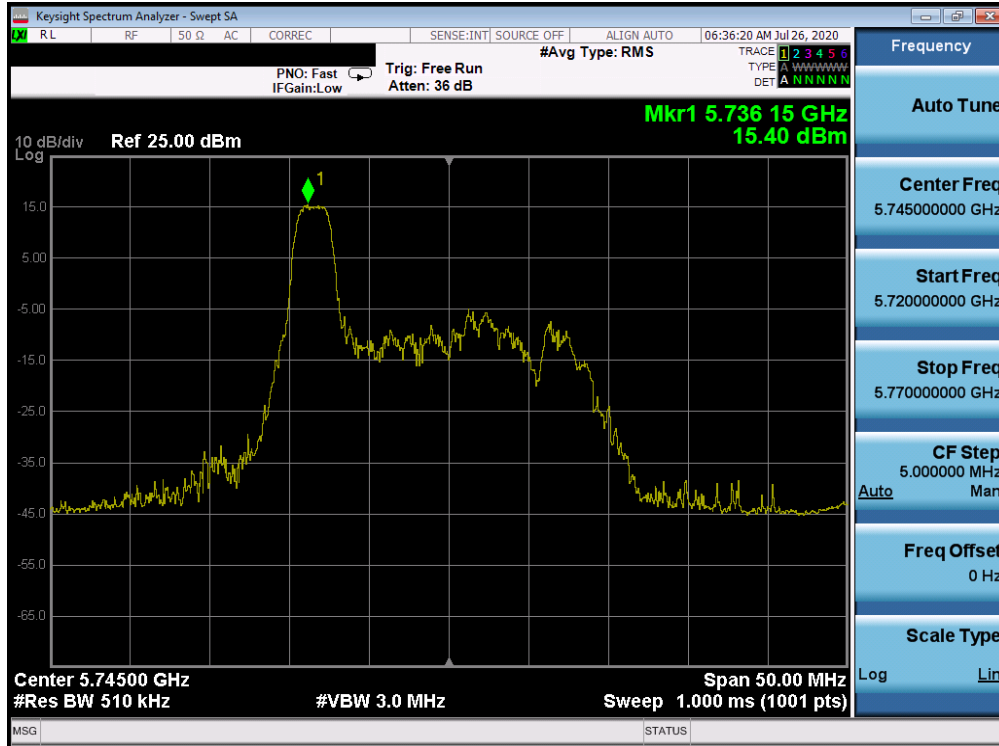 Keysight Spectrum Analyzer - Swept SA
LXI RL RF 50 Ω AC CORREC SENSE:INT SOURCE OFF ALIGN AUTO 06:36:20 AM Jul 26, 2020
#Avg Type: RMS
TRACE 1 2 3 4 5 6
PNO: Fast Trig: Free Run
TYPE A WWWWW
IFGain:Low Atten: 36 dB
DET A N N N N N
Mkr1 5.736 15 GHz
15.40 dBm
10 dB/div Ref 25.00 dBm
Log
1
15.0
5.00
-5.00
-15.0
-25.0
-35.0
-45.0
-55.0
-65.0
Center 5.74500 GHz Span 50.00 MHz
#Res BW 510 kHz #VBW 3.0 MHz Sweep 1.000 ms (1001 pts)
MSG STATUS
Frequency
Auto Tune
Center Freq
5.745000000 GHz
Start Freq
5.720000000 GHz
Stop Freq
5.770000000 GHz
CF Step
5.000000 MHz
Auto Man
Freq Offset
0 Hz
Scale Type
Log Lin